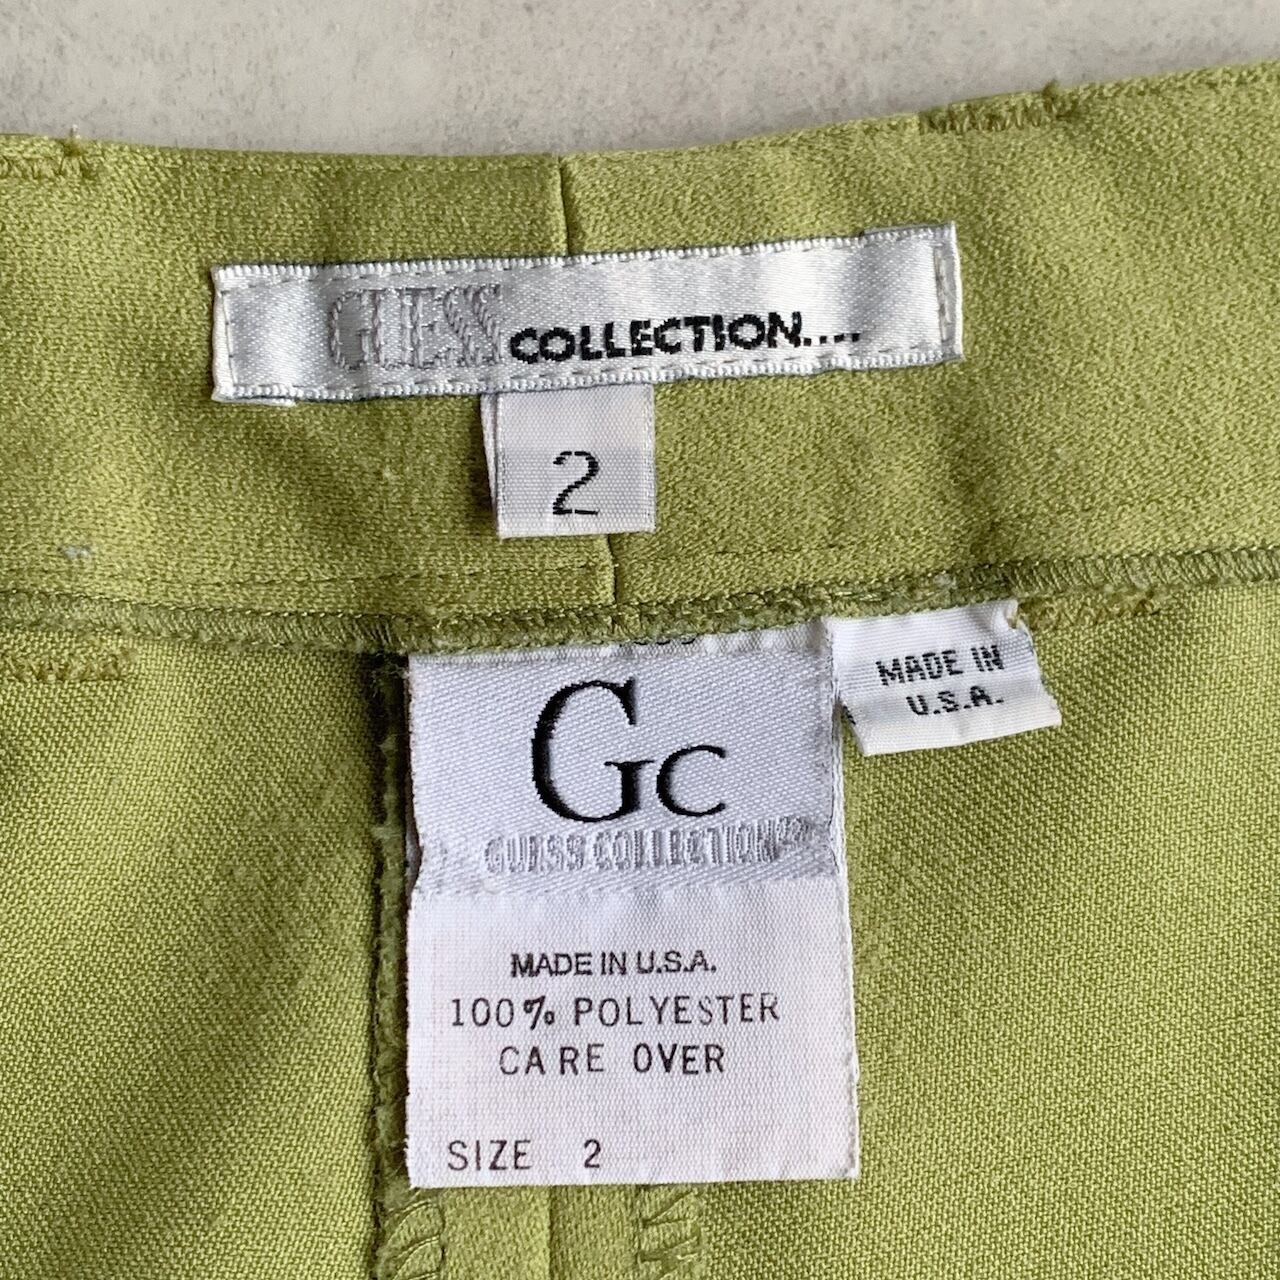 GUESS COLLECTION....
2
MADE IN
U.S.A.
Gc
GUESS COLLECTION
MADE IN U.S.A.
100% POLYESTER
CARE OVER
SIZE 2